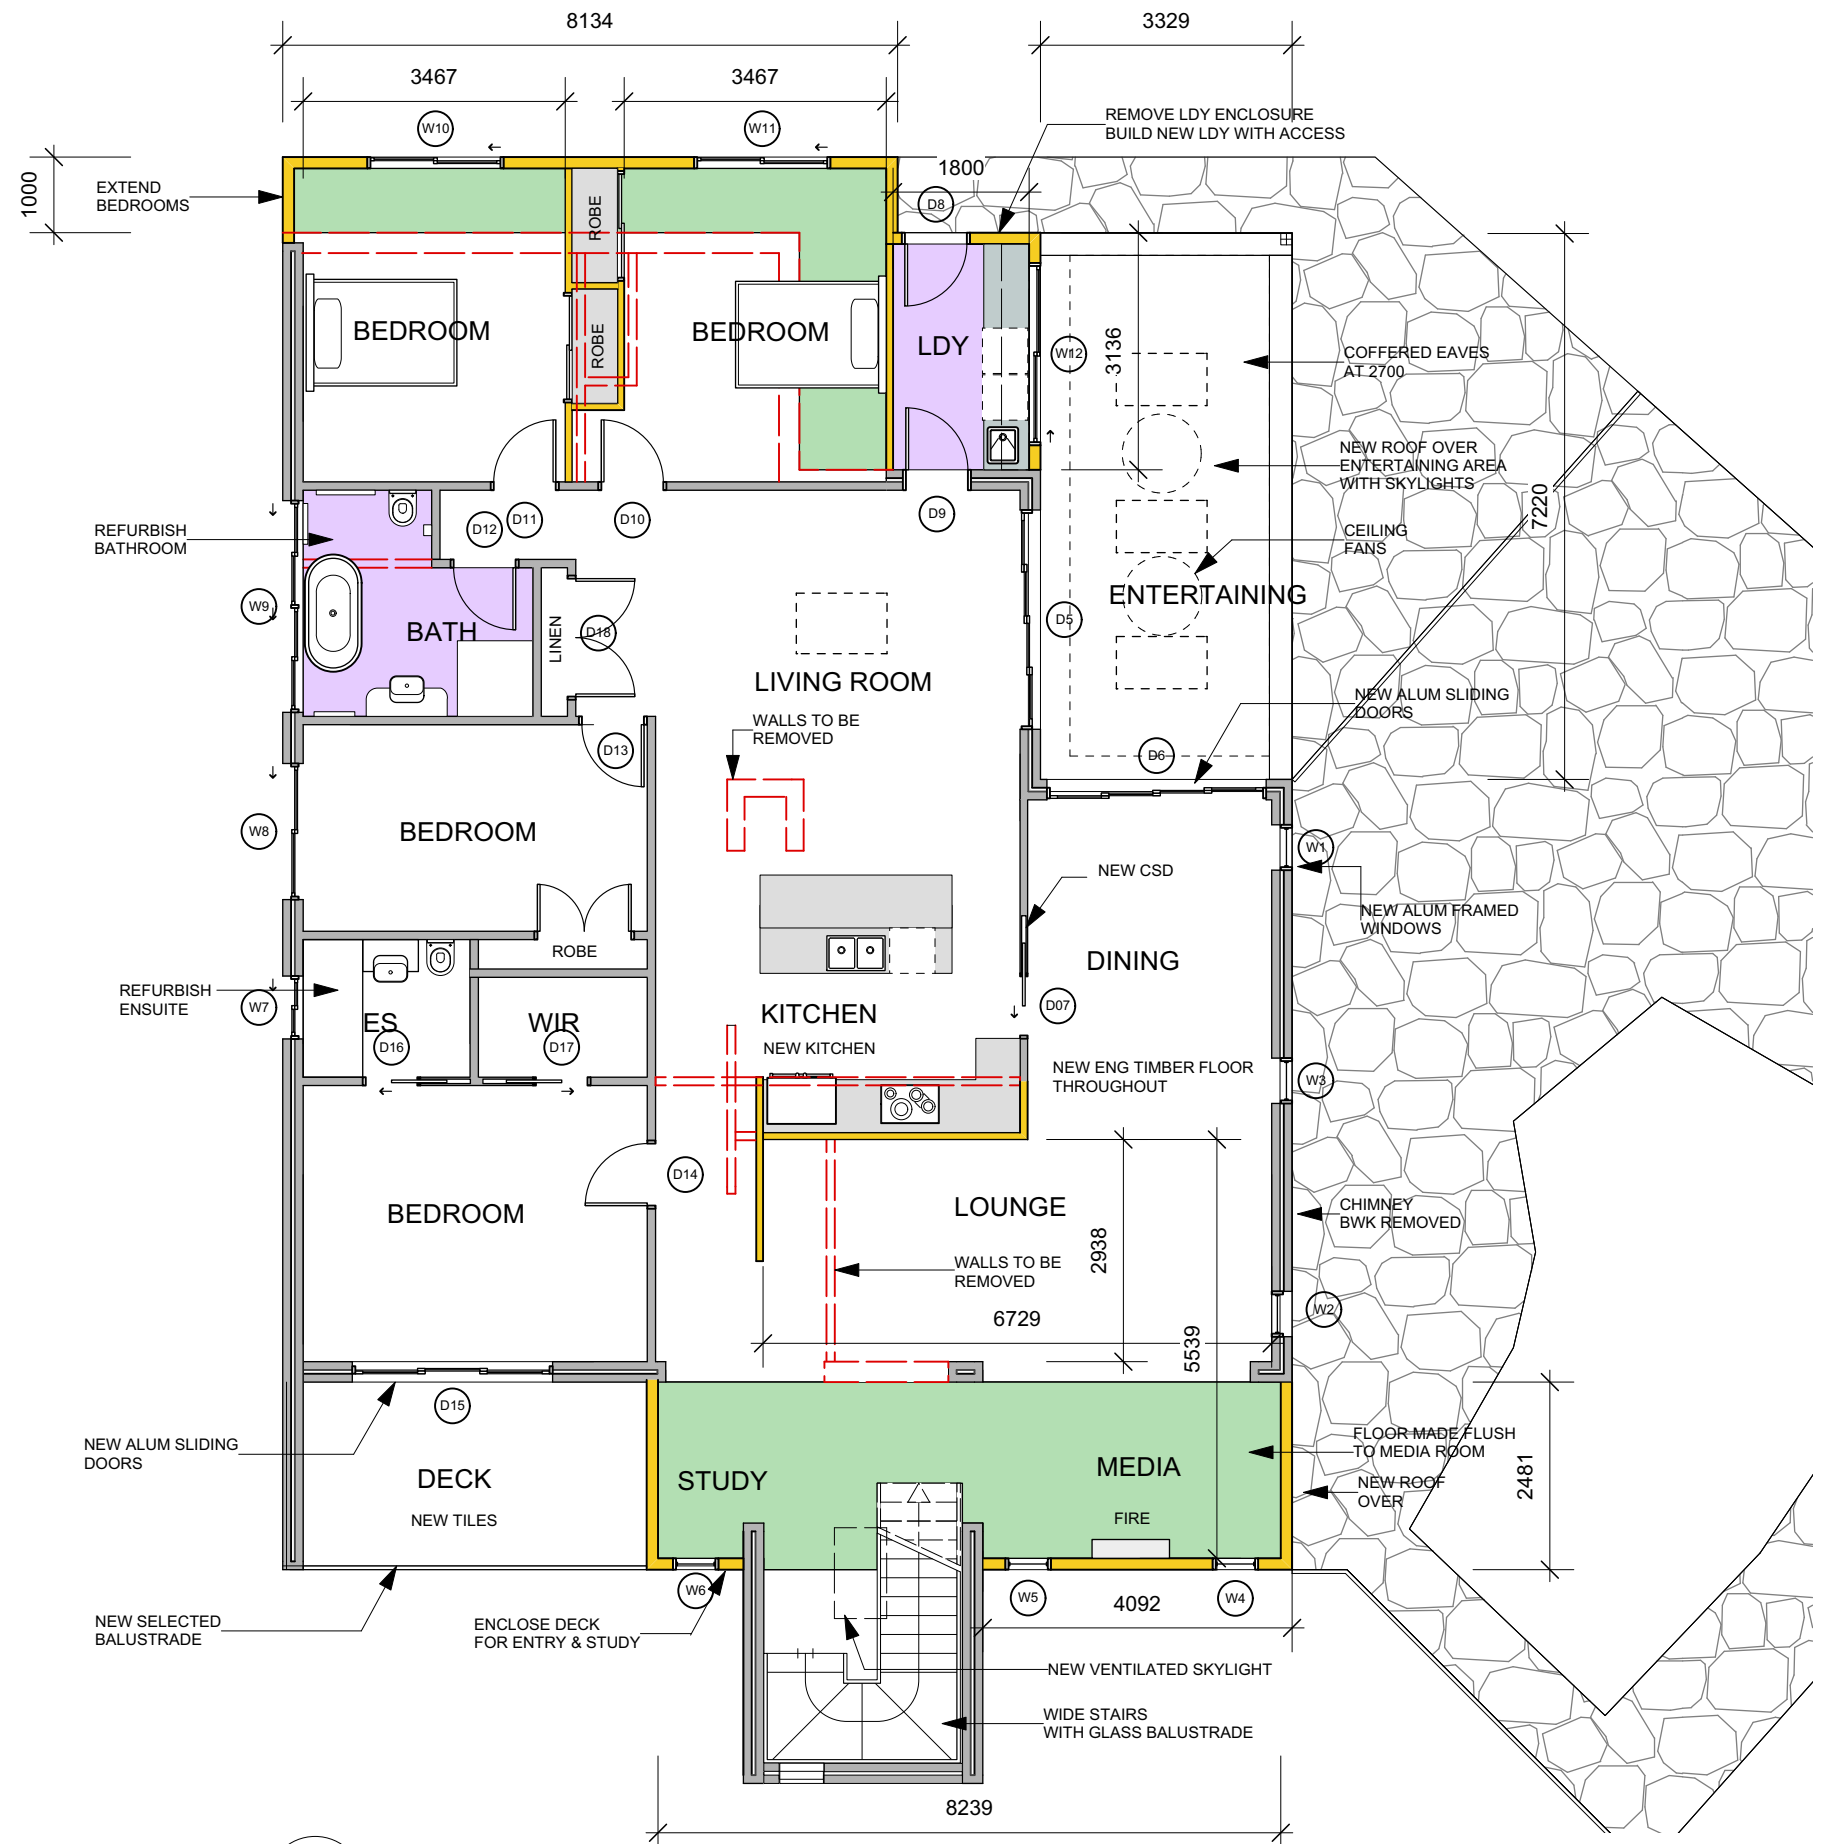 8134
3329
3467
3467
W10
W11
REMOVE LDY ENCLOSURE
BUILD NEW LDY WITH ACCESS
1000
EXTEND
BEDROOMS
1800
D8
ROBE
BEDROOM
BEDROOM
ROBE
LDY
W12
3136
COFFERED EAVES
AT 2700
NEW ROOF OVER
ENTERTAINING AREA
WITH SKYLIGHTS
7220
REFURBISH
BATHROOM
D12
D11
D10
D9
CEILING
FANS
ENTERTAINING
W9
BATH
LINEN
D18
D5
LIVING ROOM
NEW ALUM SLIDING
DOORS
WALLS TO BE
REMOVED
D13
D6
W8
BEDROOM
W1
NEW CSD
NEW ALUM FRAMED
WINDOWS
ROBE
DINING
REFURBISH
ENSUITE
W7
ES
D16
WIR
D17
KITCHEN
NEW KITCHEN
D07
NEW ENG TIMBER FLOOR
THROUGHOUT
W3
D14
BEDROOM
LOUNGE
2938
CHIMNEY
BWK REMOVED
WALLS TO BE
REMOVED
6729
5539
W2
D15
NEW ALUM SLIDING
DOORS
DECK
NEW TILES
STUDY
MEDIA
FIRE
FLOOR MADE FLUSH
TO MEDIA ROOM
NEW ROOF
OVER
2481
NEW SELECTED
BALUSTRADE
ENCLOSE DECK
FOR ENTRY & STUDY
W6
W5
4092
W4
NEW VENTILATED SKYLIGHT
WIDE STAIRS
WITH GLASS BALUSTRADE
8239